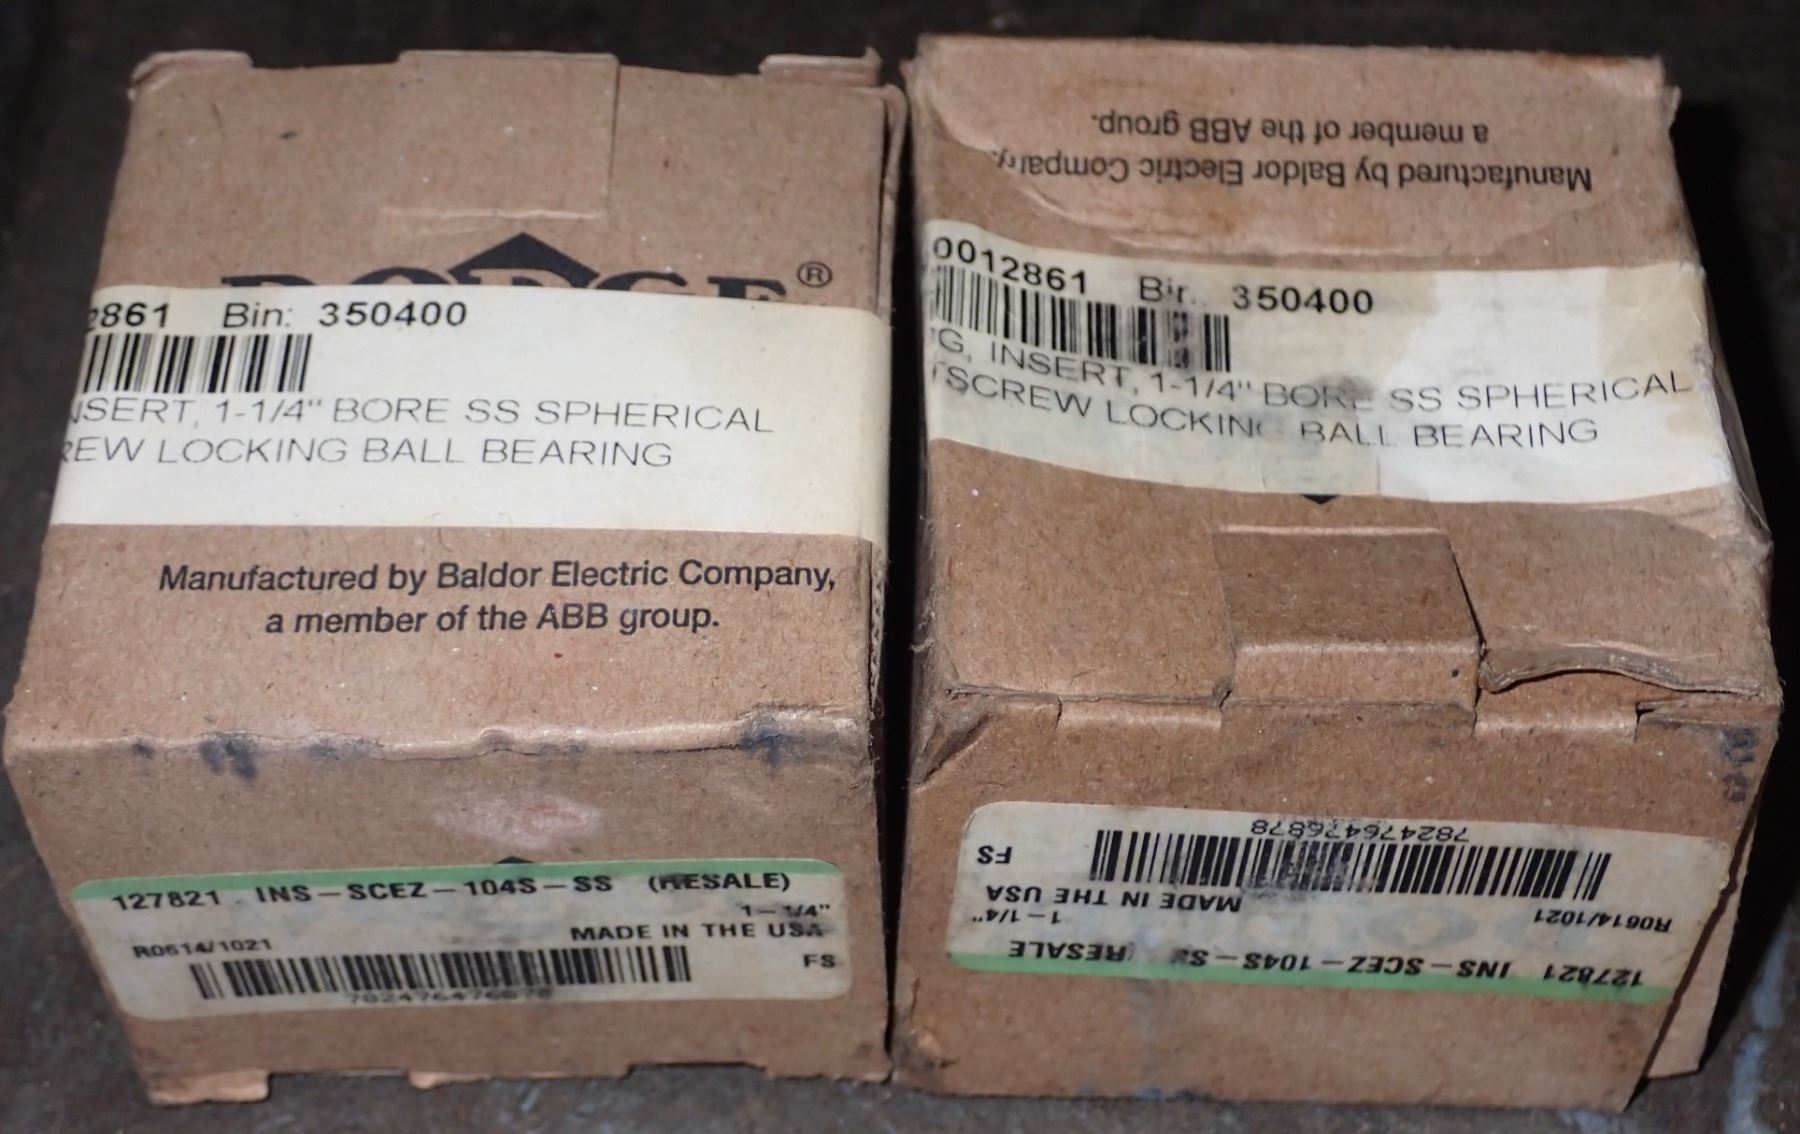 DODGE®
2861 Bin: 350400
NSERT, 1-1/4" BORE SS SPHERICAL
REW LOCKING BALL BEARING
Manufactured by Baldor Electric Company,
a member of the ABB group.
127821 INS-SCEZ-104S-SS (RESALE)
1-1/4"
MADE IN THE USA
R0614/1021
FS
782476476878
Manufactured by Baldor Electric Company,
a member of the ABB group.
0012861 Bin: 350400
G, INSERT, 1-1/4" BORE SS SPHERICAL
TSCREW LOCKING BALL BEARING
127821 INS-SCEZ-104S-SS (RESALE
1-1/4"
R0614/1021
MADE IN THE USA
FS
782476476878